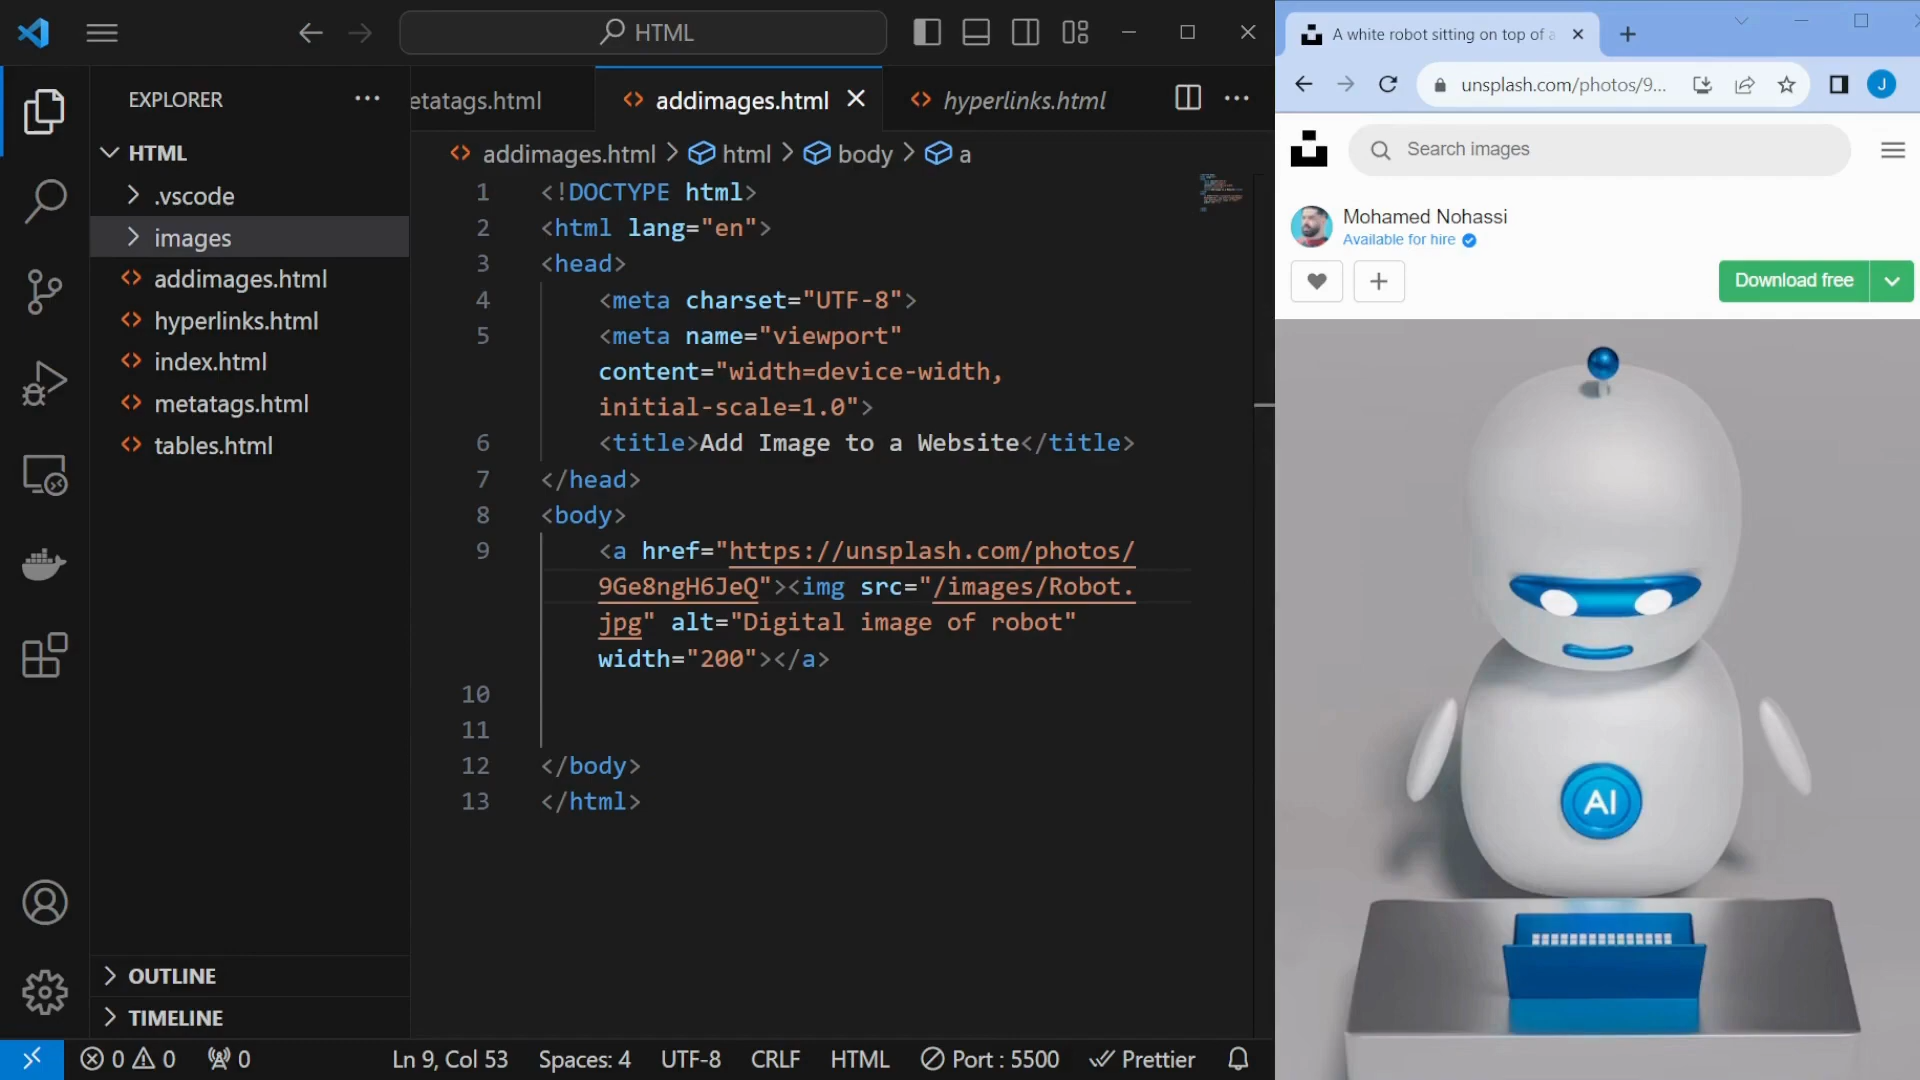 HTML
EXPLORER
HTML
.vscode
images
addimages.html
hyperlinks.html
index.html
metatags.html
tables.html
OUTLINE
TIMELINE
etatags.html
addimages.html
hyperlinks.html
addimages.html > html > body > a
1 <!DOCTYPE html>
2 <html lang="en">
3 <head>
4 <meta charset="UTF-8">
5 <meta name="viewport"
content="width=device-width,
initial-scale=1.0">
6 <title>Add Image to a Website</title>
7 </head>
8 <body>
9 <a href="https://unsplash.com/photos/
9Ge8ngH6JeQ"><img src="/images/Robot.
jpg" alt="Digital image of robot"
width="200"></a>
10
11
12 </body>
13 </html>
0 0 0 Ln 9, Col 53 Spaces: 4 UTF-8 CRLF HTML Port : 5500 Prettier
A white robot sitting on top of a
unsplash.com/photos/9...
J
Search images
Mohamed Nohassi
Available for hire
Download free
AI